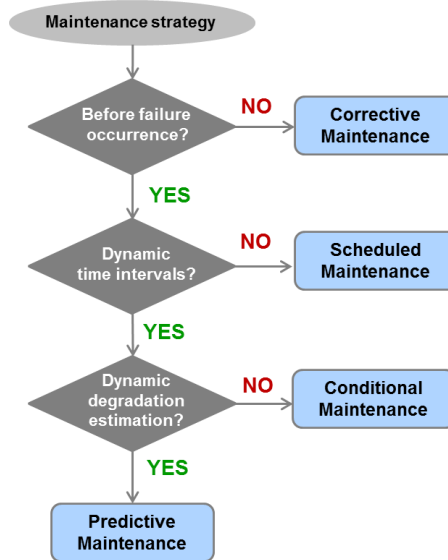 Maintenance strategy
Before failure
occurrence?
NO
Corrective
Maintenance
YES
Dynamic
time intervals?
NO
Scheduled
Maintenance
YES
Dynamic
degradation
estimation?
NO
Conditional
Maintenance
YES
Predictive
Maintenance